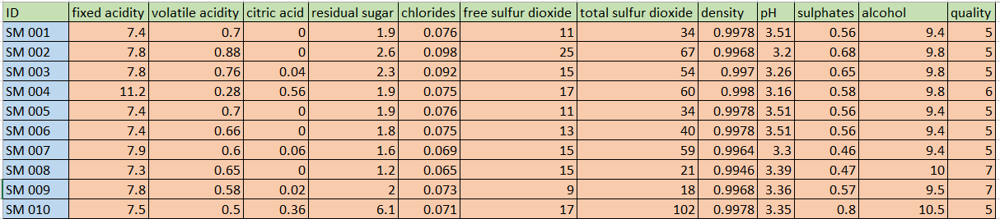 ID fixed acidity volatile acidity citric acid residual sugar chlorides free sulfur dioxide total sulfur dioxide density pH sulphates alcohol quality
SM 001 7.4 0.7 0 1.9 0.076 11 34 0.9978 3.51 0.56 9.4 5
SM 002 7.8 0.88 0 2.6 0.098 25 67 0.9968 3.2 0.68 9.8 5
SM 003 7.8 0.76 0.04 2.3 0.092 15 54 0.997 3.26 0.65 9.8 5
SM 004 11.2 0.28 0.56 1.9 0.075 17 60 0.998 3.16 0.58 9.8 6
SM 005 7.4 0.7 0 1.9 0.076 11 34 0.9978 3.51 0.56 9.4 5
SM 006 7.4 0.66 0 1.8 0.075 13 40 0.9978 3.51 0.56 9.4 5
SM 007 7.9 0.6 0.06 1.6 0.069 15 59 0.9964 3.3 0.46 9.4 5
SM 008 7.3 0.65 0 1.2 0.065 15 21 0.9946 3.39 0.47 10 7
SM 009 7.8 0.58 0.02 2 0.073 9 18 0.9968 3.36 0.57 9.5 7
SM 010 7.5 0.5 0.36 6.1 0.071 17 102 0.9978 3.35 0.8 10.5 5